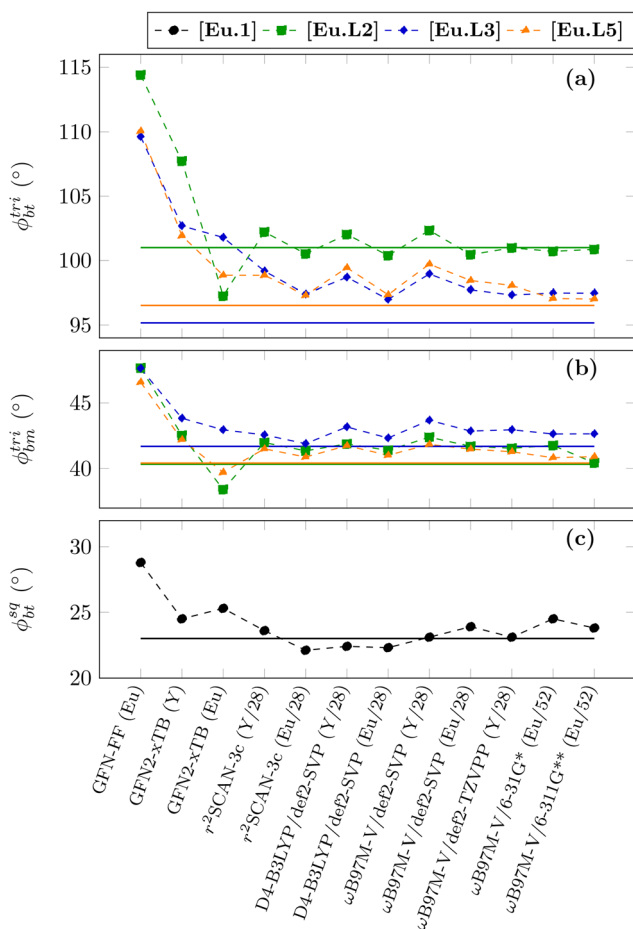 [Eu.1] [Eu.L2] [Eu.L3] [Eu.L5]
(a)
115
110
105
100
95
ϕ_bt^tri (°)
(b)
45
40
ϕ_bm^tri (°)
(c)
30
25
20
ϕ_bt^sq (°)
GFN-FF (Eu)
GFN2-xTB (Y)
GFN2-xTB (Eu)
r²SCAN-3c (Y/28)
r²SCAN-3c (Eu/28)
D4-B3LYP/def2-SVP (Y/28)
D4-B3LYP/def2-SVP (Eu/28)
ωB97M-V/def2-SVP (Y/28)
ωB97M-V/def2-SVP (Eu/28)
ωB97M-V/def2-TZVPP (Y/28)
ωB97M-V/6-31G* (Eu/52)
ωB97M-V/6-311G** (Eu/52)